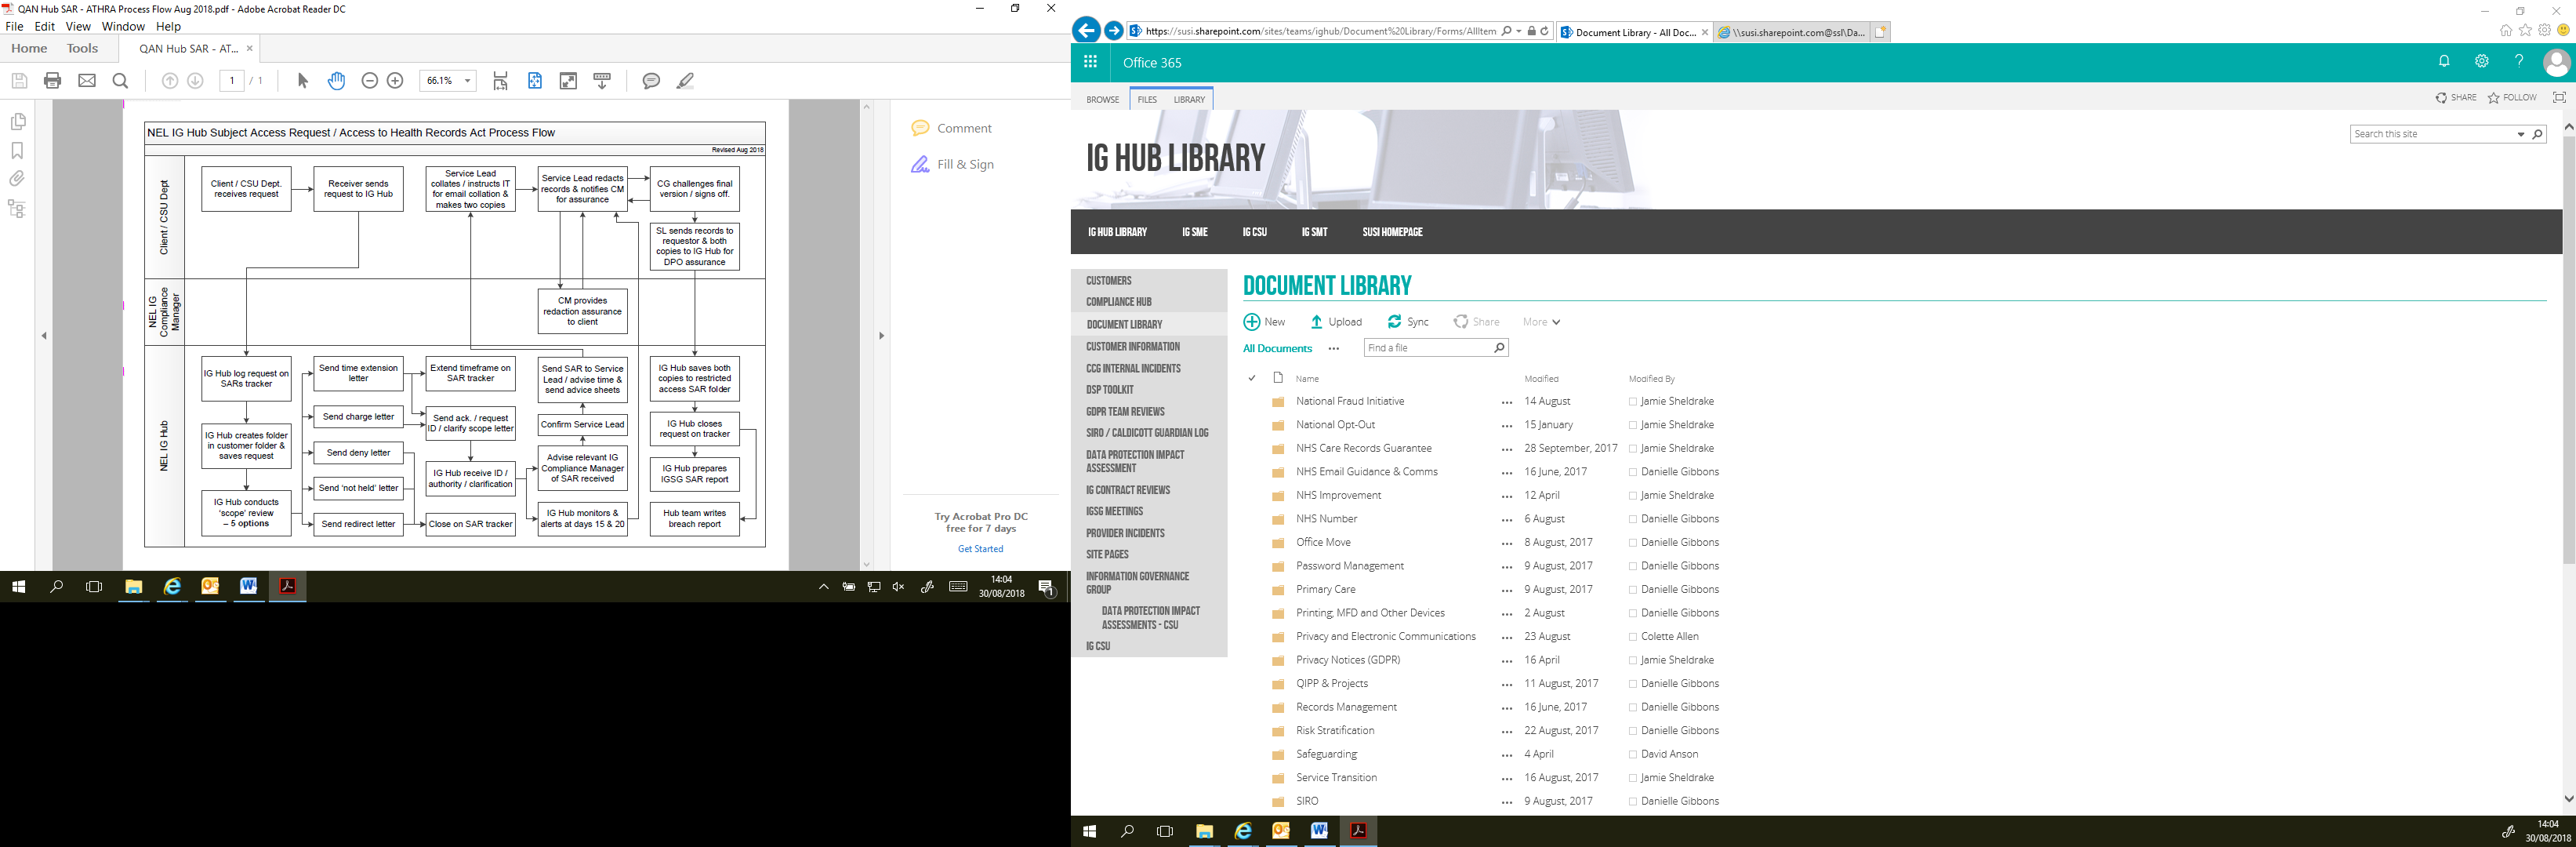 QAN Hub SAR - ATHRA Process Flow Aug 2018.pdf - Adobe Acrobat Reader DC
File Edit View Window Help
Home Tools QAN Hub SAR - AT... ×
1 / 1 66.1%
NEL IG Hub Subject Access Request / Access to Health Records Act Process Flow
Revised Aug 2018
Client / CSU Dept
Client / CSU Dept.
receives request
Receiver sends
request to IG Hub
Service Lead
collates / instructs IT
for email collation &
makes two copies
Service Lead redacts
records & notifies CM
for assurance
CG challenges final
version / signs off.
SL sends records to
requestor & both
copies to IG Hub for
DPO assurance
NEL IG
Compliance
Manager
CM provides
redaction assurance
to client
NEL IG Hub
IG Hub log request on
SARs tracker
IG Hub creates folder
in customer folder &
saves request
IG Hub conducts
‘scope’ review
– 5 options
Send time extension
letter
Send charge letter
Send deny letter
Send ‘not held’ letter
Send redirect letter
Extend timeframe on
SAR tracker
Send ack. / request
ID / clarify scope letter
IG Hub receive ID /
authority / clarification
Close on SAR tracker
Send SAR to Service
Lead / advise time &
send advice sheets
Confirm Service Lead
Advise relevant IG
Compliance Manager
of SAR received
IG Hub monitors &
alerts at days 15 & 20
IG Hub saves both
copies to restricted
access SAR folder
IG Hub closes
request on tracker
IG Hub prepares
IGSG SAR report
Hub team writes
breach report
Comment
Fill & Sign
Try Acrobat Pro DC
free for 7 days
Get Started
14:04
30/08/2018
1
https://susi.sharepoint.com/sites/teams/ighub/Document%20Library/Forms/AllItem
Document Library - All Doc... ×
\\susi.sharepoint.com@ssl\Da...
Office 365
BROWSE FILES LIBRARY
SHARE FOLLOW
IG HUB LIBRARY
Search this site
IG HUB LIBRARY IG SME IG CSU IG SMT SUSI HOMEPAGE
CUSTOMERS
COMPLIANCE HUB
DOCUMENT LIBRARY
CUSTOMER INFORMATION
CCG INTERNAL INCIDENTS
DSP TOOLKIT
GDPR TEAM REVIEWS
SIRO / CALDICOTT GUARDIAN LOG
DATA PROTECTION IMPACT
ASSESSMENT
IG CONTRACT REVIEWS
IGSG MEETINGS
PROVIDER INCIDENTS
SITE PAGES
INFORMATION GOVERNANCE
GROUP
DATA PROTECTION IMPACT
ASSESSMENTS - CSU
IG CSU
DOCUMENT LIBRARY
New Upload Sync Share More
All Documents ... Find a file
Name Modified Modified By
National Fraud Initiative ... 14 August Jamie Sheldrake
National Opt-Out ... 15 January Jamie Sheldrake
NHS Care Records Guarantee ... 28 September, 2017 Jamie Sheldrake
NHS Email Guidance & Comms ... 16 June, 2017 Danielle Gibbons
NHS Improvement ... 12 April Jamie Sheldrake
NHS Number ... 6 August Danielle Gibbons
Office Move ... 8 August, 2017 Danielle Gibbons
Password Management ... 9 August, 2017 Danielle Gibbons
Primary Care ... 9 August, 2017 Danielle Gibbons
Printing, MFD and Other Devices ... 2 August Danielle Gibbons
Privacy and Electronic Communications ... 23 August Colette Allen
Privacy Notices (GDPR) ... 16 April Jamie Sheldrake
QIPP & Projects ... 11 August, 2017 Danielle Gibbons
Records Management ... 16 June, 2017 Danielle Gibbons
Risk Stratification ... 22 August, 2017 Danielle Gibbons
Safeguarding ... 4 April David Anson
Service Transition ... 16 August, 2017 Jamie Sheldrake
SIRO ... 9 August, 2017 Danielle Gibbons
14:04
30/08/2018